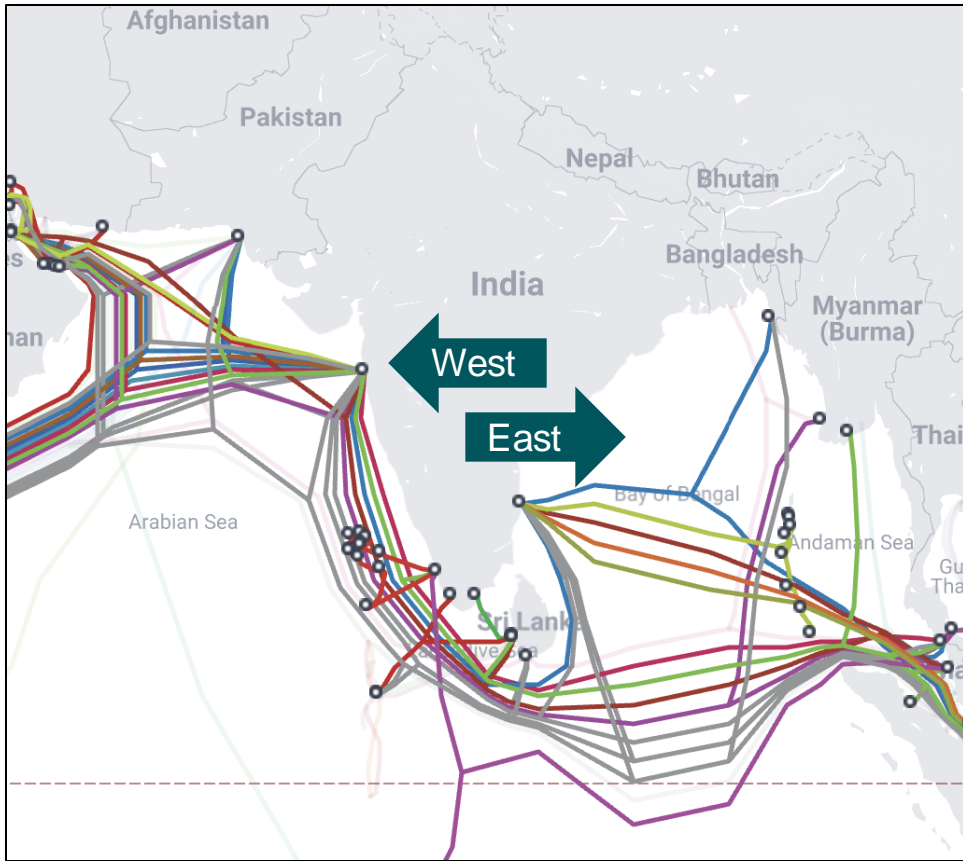 Afghanistan
Pakistan
Nepal
Bhutan
Bangladesh
India
Myanmar
(Burma)
West
East
Bay of Bengal
Arabian Sea
Andaman Sea
Sri Lanka